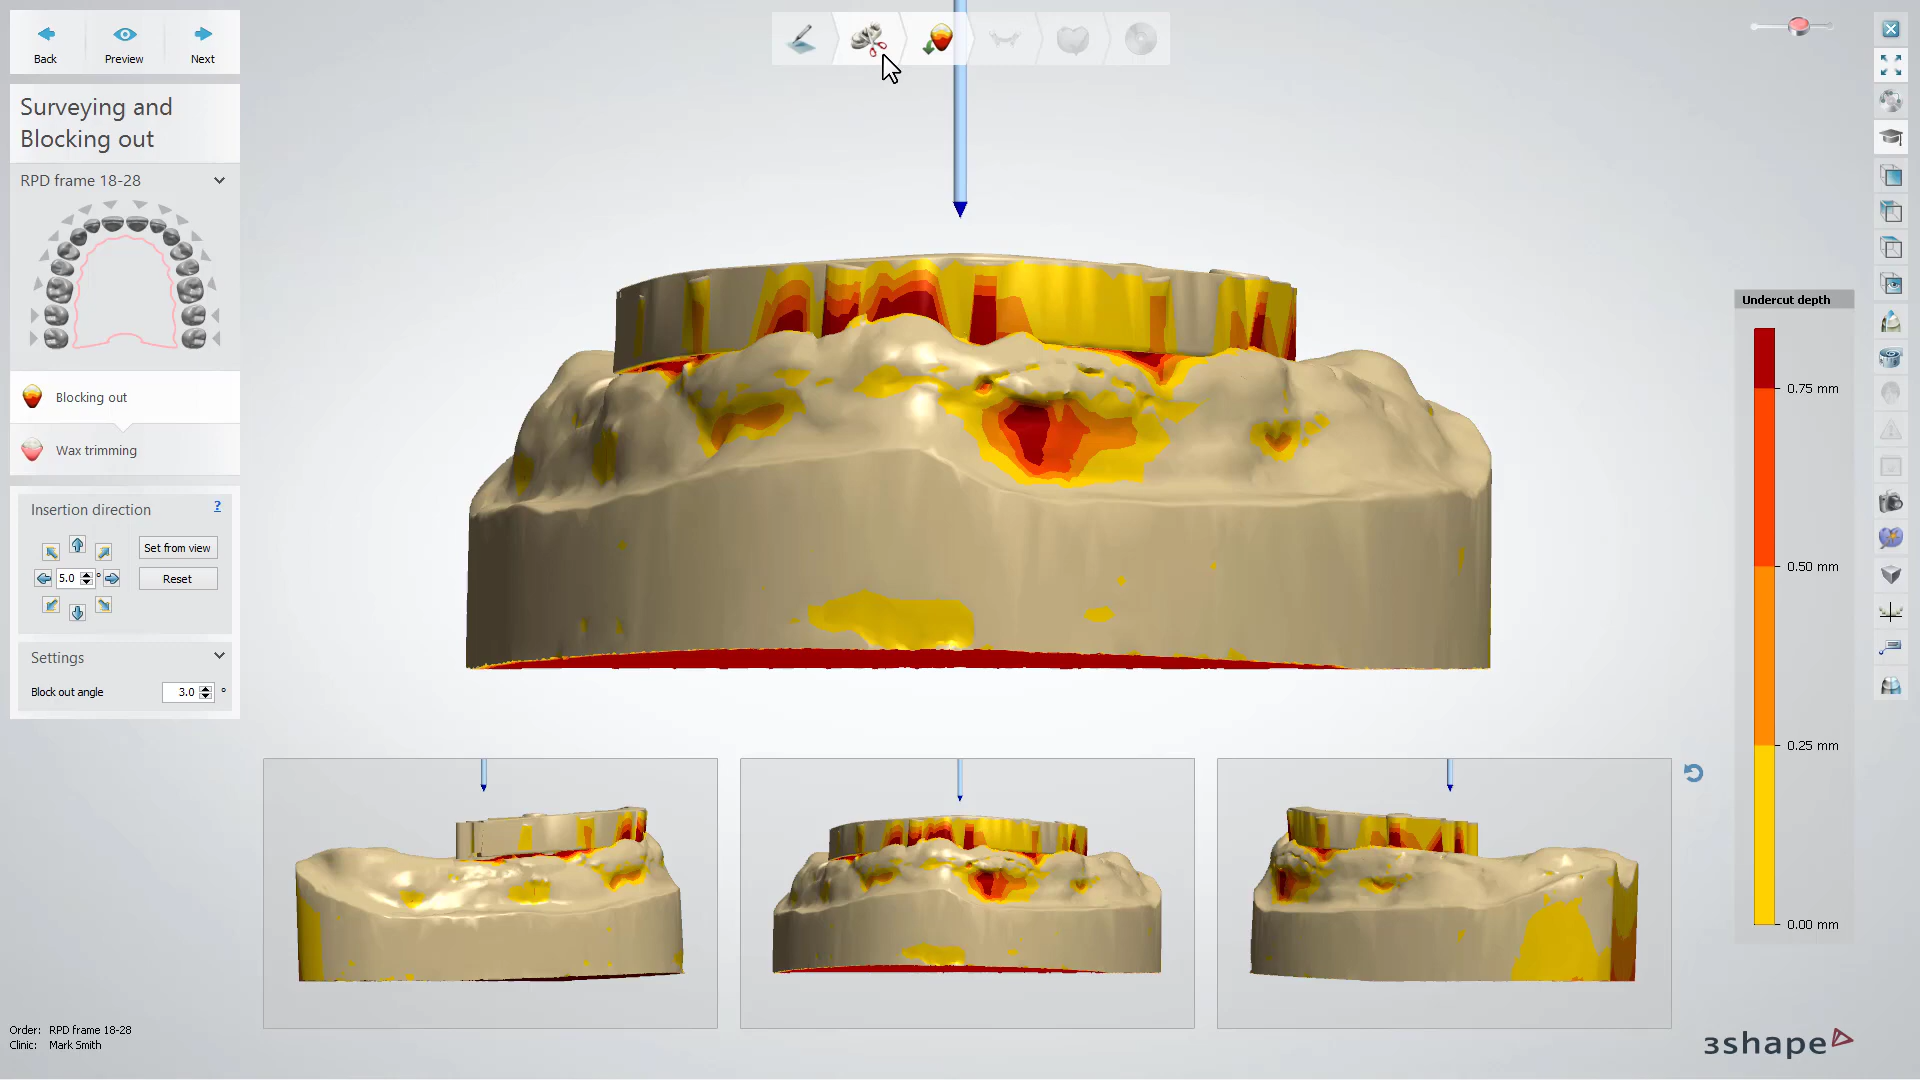 Back
Preview
Next
Surveying and
Blocking out
RPD frame 18-28
Blocking out
Wax trimming
Insertion direction
?
Set from view
5.0 °
Reset
Settings
Block out angle
3.0 °
Undercut depth
0.75 mm
0.50 mm
0.25 mm
0.00 mm
Order: RPD frame 18-28
Clinic: Mark Smith
3shape